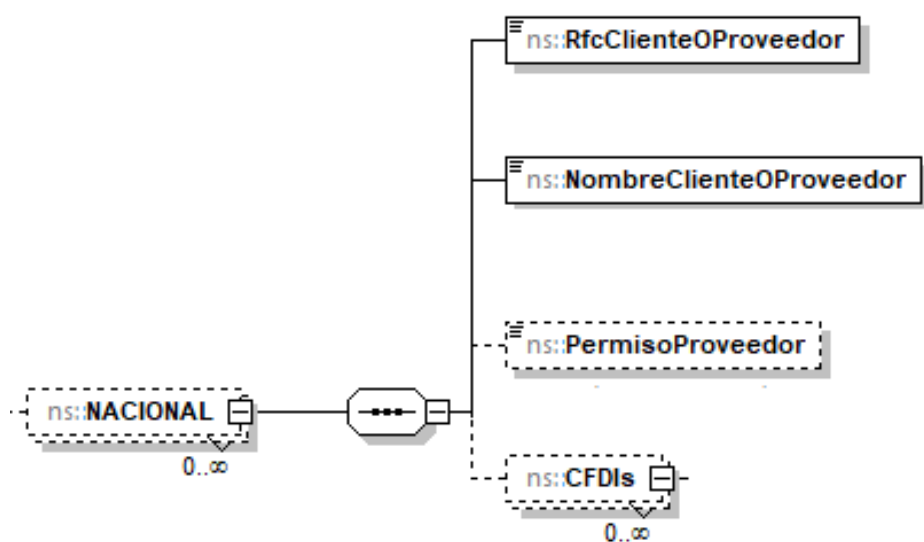 ns::RfcClienteOProveedor
ns::NombreClienteOProveedor
ns::PermisoProveedor
ns::NACIONAL
0..∞
ns::CFDIs
0..∞